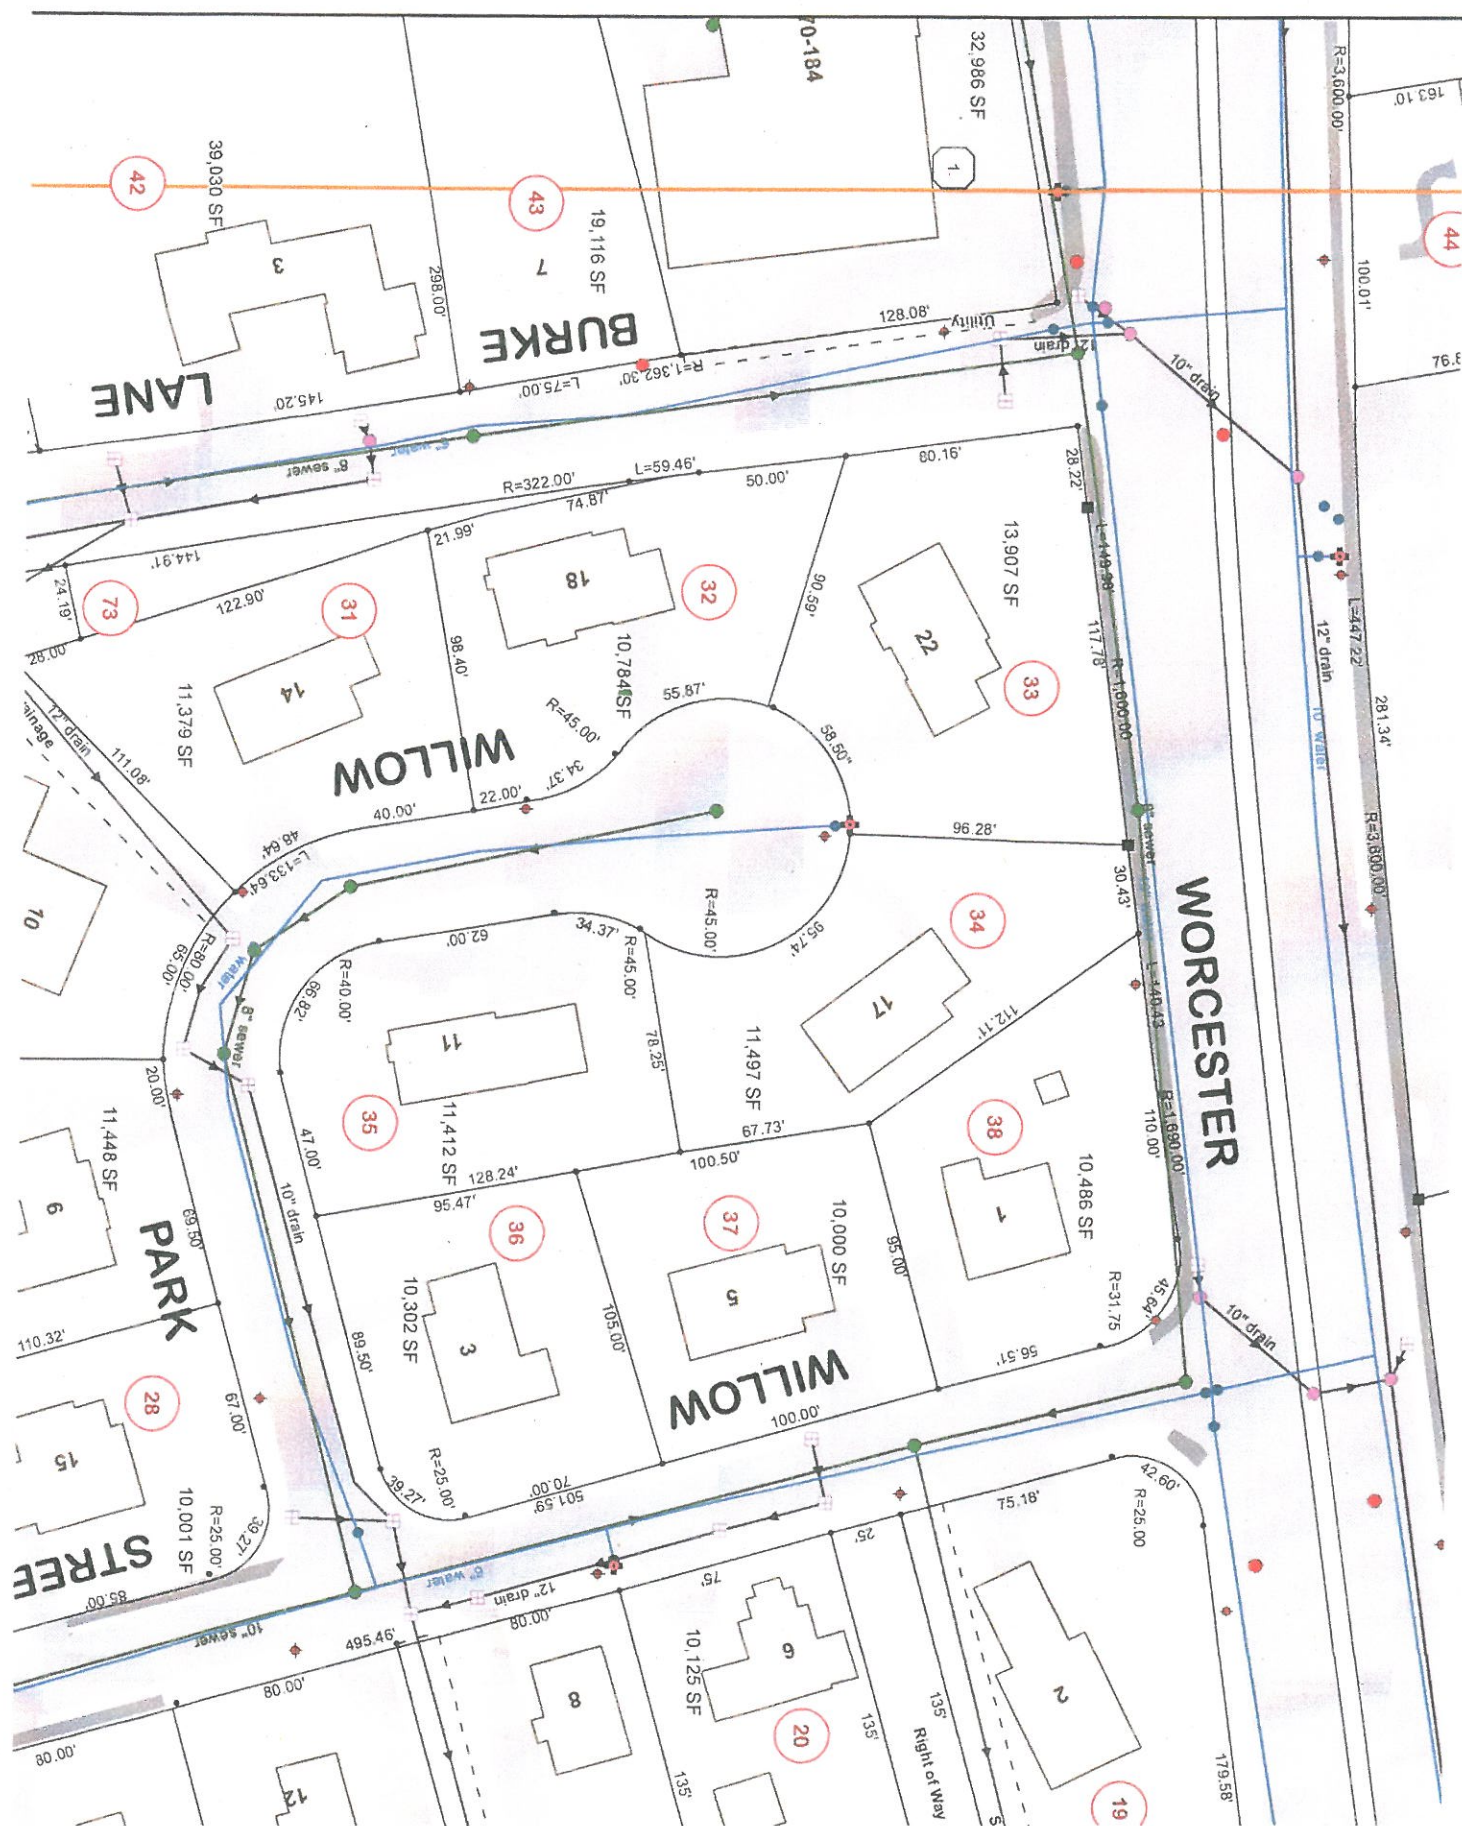 70-184
32,986 SF
1.
R=3,600.00'
163.10'
44
42
39,030 SF
3
43
19,116 SF
7
298.00'
100.01'
128.08'
Utility
BURKE
LANE
12" drain
10" drain
R=1,362.30'
L=75.00'
145.20'
8" sewer
6" water
R=322.00'
L=59.46'
50.00'
80.16'
28.22'
74.87'
21.99'
144.91'
24.19'
73
122.90'
28.00'
31
14
11,379 SF
98.40'
18
32
10,784 SF
90.59'
13,907 SF
22
33
L=149.98'
117.78'
R=1,600.00
L=447.22'
12" drain
10" water
281.34'
R=3,600.00'
55.87'
R=45.00'
34.37'
58.50'
WILLOW
22.00'
40.00'
48.64'
L=133.64'
12" drain
111.08'
70
96.28'
8" sewer
30.43'
L=140.43
WORCESTER
R=45.00'
95.74'
34
17
112.11'
34.37'
R=45.00'
62.00'
R=40.00'
66.82'
R=80.00'
65.00'
water
8" sewer
11
78.25'
11,497 SF
R=1,690.00'
110.00'
20.00'
35
11,412 SF
47.00'
67.73'
100.50'
128.24'
95.47'
38
10,486 SF
1
11,448 SF
9
69.50'
10" drain
36
37
10,000 SF
95.00'
5
10,302 SF
3
105.00'
R=31.75
45.64'
10" drain
56.51'
PARK
110.32'
89.50'
WILLOW
100.00'
28
67.00'
15
10,001 SF
R=25.00'
39.27'
R=25.00'
39.27'
70.00'
501.59'
42.60'
R=25.00
75.18'
25'
STREE
85.00'
6" water
12" drain
75'
80.00'
10" sewer
495.46'
80.00'
80.00'
10,125 SF
6
8
2
20
135'
135'
135'
Right of Way
179.58'
12
19